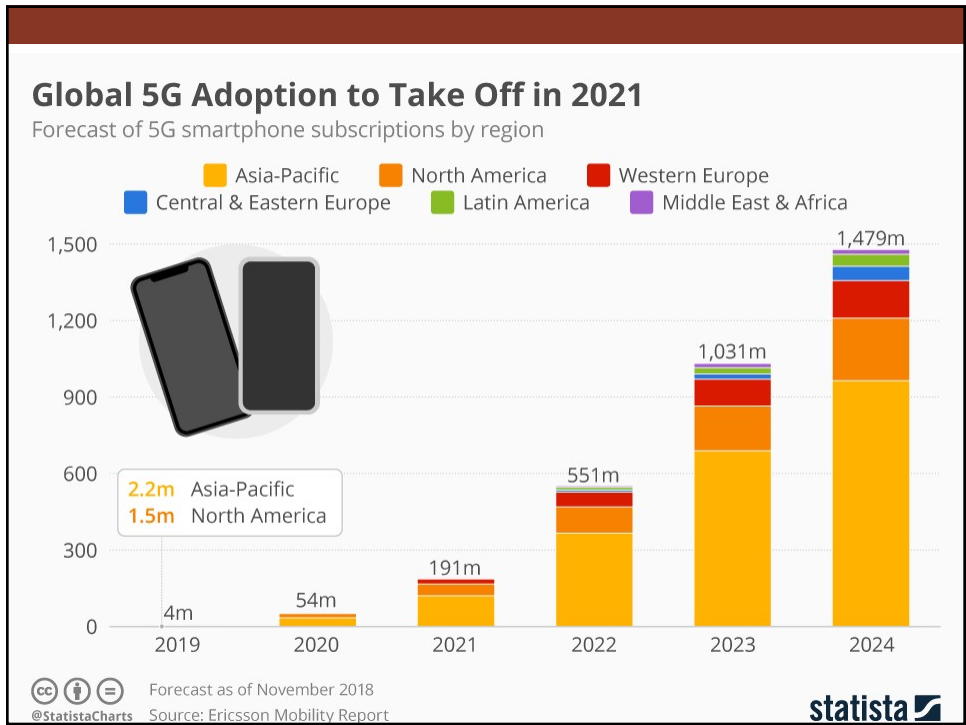 Global 5G Adoption to Take Off in 2021
Forecast of 5G smartphone subscriptions by region
Asia-Pacific North America Western Europe
Central & Eastern Europe Latin America Middle East & Africa
1,500
1,200
900
600
300
0
2.2m Asia-Pacific
1.5m North America
4m
54m
191m
551m
1,031m
1,479m
2019 2020 2021 2022 2023 2024
cc
@StatistaCharts
Forecast as of November 2018
Source: Ericsson Mobility Report
statista